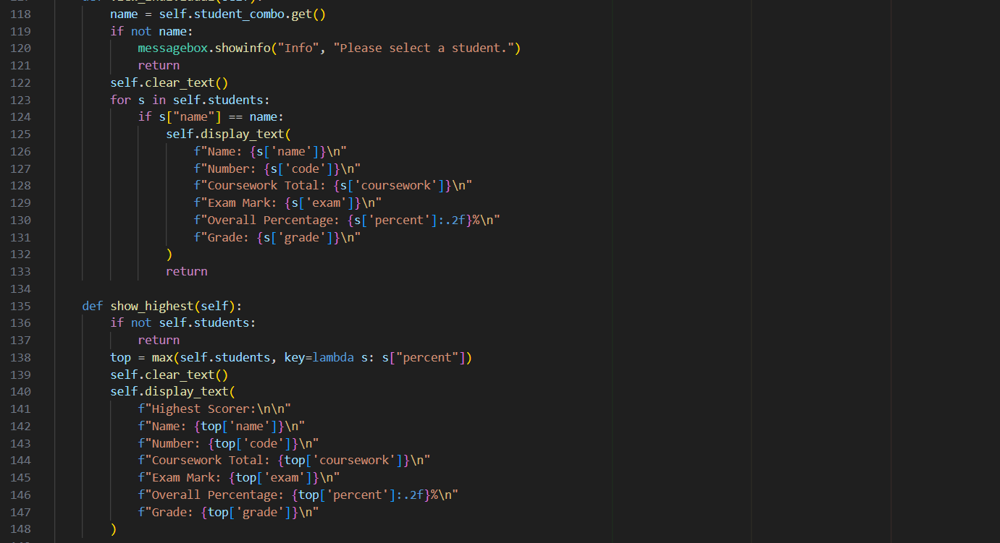 118 name = self.student_combo.get()
119 if not name:
120 messagebox.showinfo("Info", "Please select a student.")
121 return
122 self.clear_text()
123 for s in self.students:
124 if s["name"] == name:
125 self.display_text(
126 f"Name: {s['name']}\n"
127 f"Number: {s['code']}\n"
128 f"Coursework Total: {s['coursework']}\n"
129 f"Exam Mark: {s['exam']}\n"
130 f"Overall Percentage: {s['percent']:.2f}%\n"
131 f"Grade: {s['grade']}\n"
132 )
133 return
134
135 def show_highest(self):
136 if not self.students:
137 return
138 top = max(self.students, key=lambda s: s["percent"])
139 self.clear_text()
140 self.display_text(
141 f"Highest Scorer:\n\n"
142 f"Name: {top['name']}\n"
143 f"Number: {top['code']}\n"
144 f"Coursework Total: {top['coursework']}\n"
145 f"Exam Mark: {top['exam']}\n"
146 f"Overall Percentage: {top['percent']:.2f}%\n"
147 f"Grade: {top['grade']}\n"
148 )